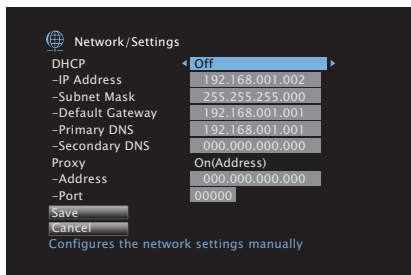 Network/Settings
DHCP Off
–IP Address 192.168.001.002
–Subnet Mask 255.255.255.000
–Default Gateway 192.168.001.001
–Primary DNS 192.168.001.001
–Secondary DNS 000.000.000.000
Proxy On(Address)
–Address 000.000.000.000
–Port 00000
Save
Cancel
Configures the network settings manually